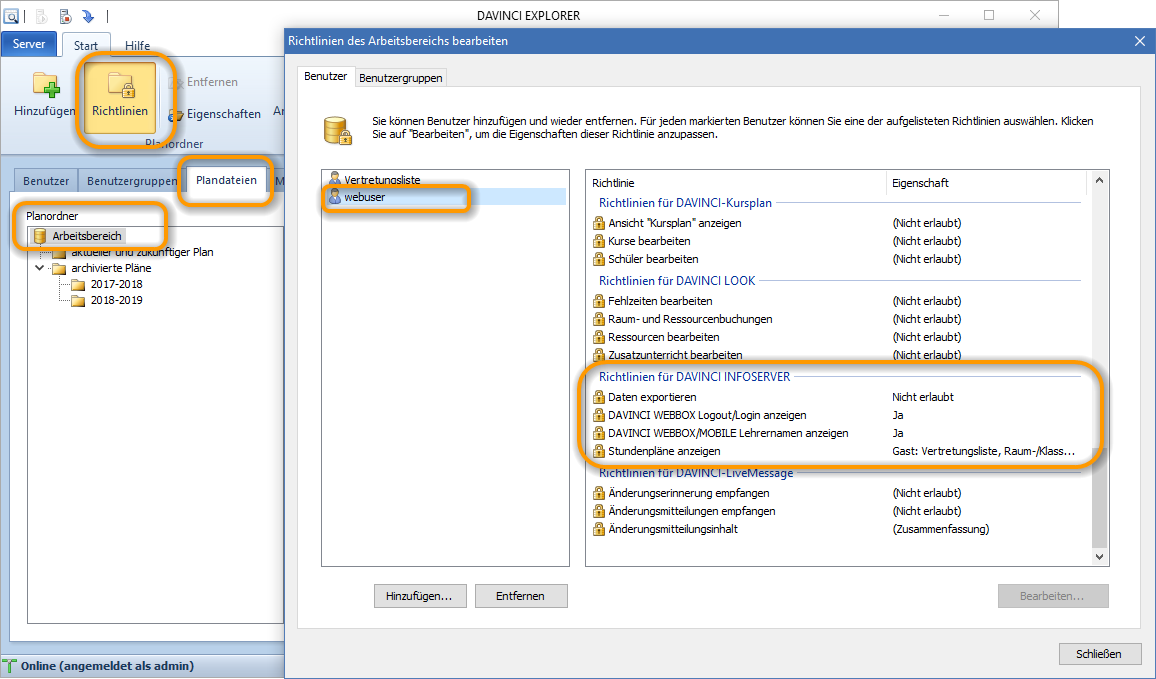 DAVINCI EXPLORER
Server
Start
Hilfe
Hinzufügen
Richtlinien
Entfernen
Eigenschaften
Planordner
Benutzer
Benutzergruppen
Plandateien
Planordner
Arbeitsbereich
aktueller und zukünftiger Plan
archivierte Pläne
2017-2018
2018-2019
Online (angemeldet als admin)
Richtlinien des Arbeitsbereichs bearbeiten
Benutzer
Benutzergruppen
Sie können Benutzer hinzufügen und wieder entfernen. Für jeden markierten Benutzer können Sie eine der aufgelisteten Richtlinien auswählen. Klicken
Sie auf "Bearbeiten", um die Eigenschaften dieser Richtlinie anzupassen.
Vertretungsliste
webuser
Richtlinie Eigenschaft
Richtlinien für DAVINCI-Kursplan
Ansicht "Kursplan" anzeigen (Nicht erlaubt)
Kurse bearbeiten (Nicht erlaubt)
Schüler bearbeiten (Nicht erlaubt)
Richtlinien für DAVINCI LOOK
Fehlzeiten bearbeiten (Nicht erlaubt)
Raum- und Ressourcenbuchungen (Nicht erlaubt)
Ressourcen bearbeiten (Nicht erlaubt)
Zusatzunterricht bearbeiten (Nicht erlaubt)
Richtlinien für DAVINCI INFOSERVER
Daten exportieren Nicht erlaubt
DAVINCI WEBBOX Logout/Login anzeigen Ja
DAVINCI WEBBOX/MOBILE Lehrernamen anzeigen Ja
Stundenpläne anzeigen Gast: Vertretungsliste, Raum-/Klass...
Richtlinien für DAVINCI-LiveMessage
Änderungserinnerung empfangen (Nicht erlaubt)
Änderungsmitteilungen empfangen (Nicht erlaubt)
Änderungsmitteilungsinhalt (Zusammenfassung)
Hinzufügen...
Entfernen
Bearbeiten...
Schließen